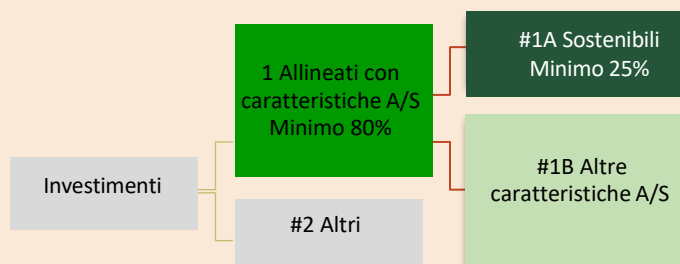 #1A Sostenibili
Minimo 25%
1 Allineati con
caratteristiche A/S
Minimo 80%
#1B Altre
caratteristiche A/S
Investimenti
#2 Altri